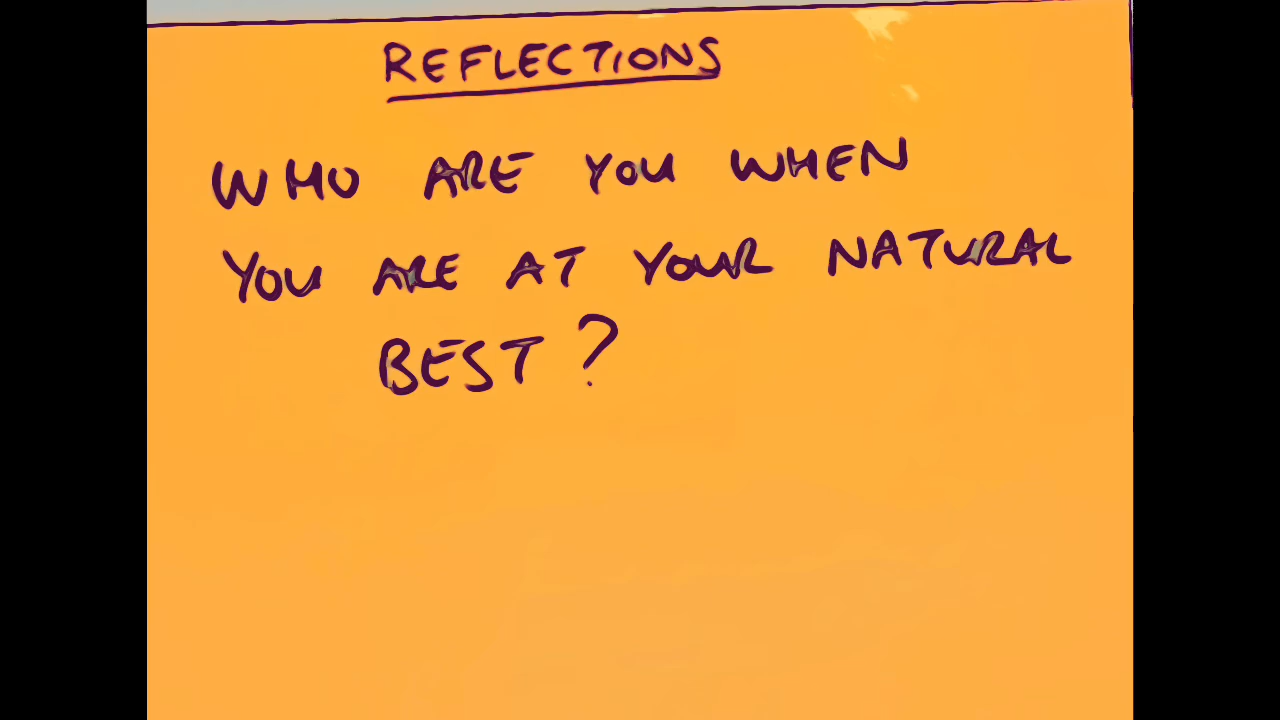 REFLECTIONS
WHO ARE YOU WHEN
YOU ARE AT YOUR NATURAL
BEST?